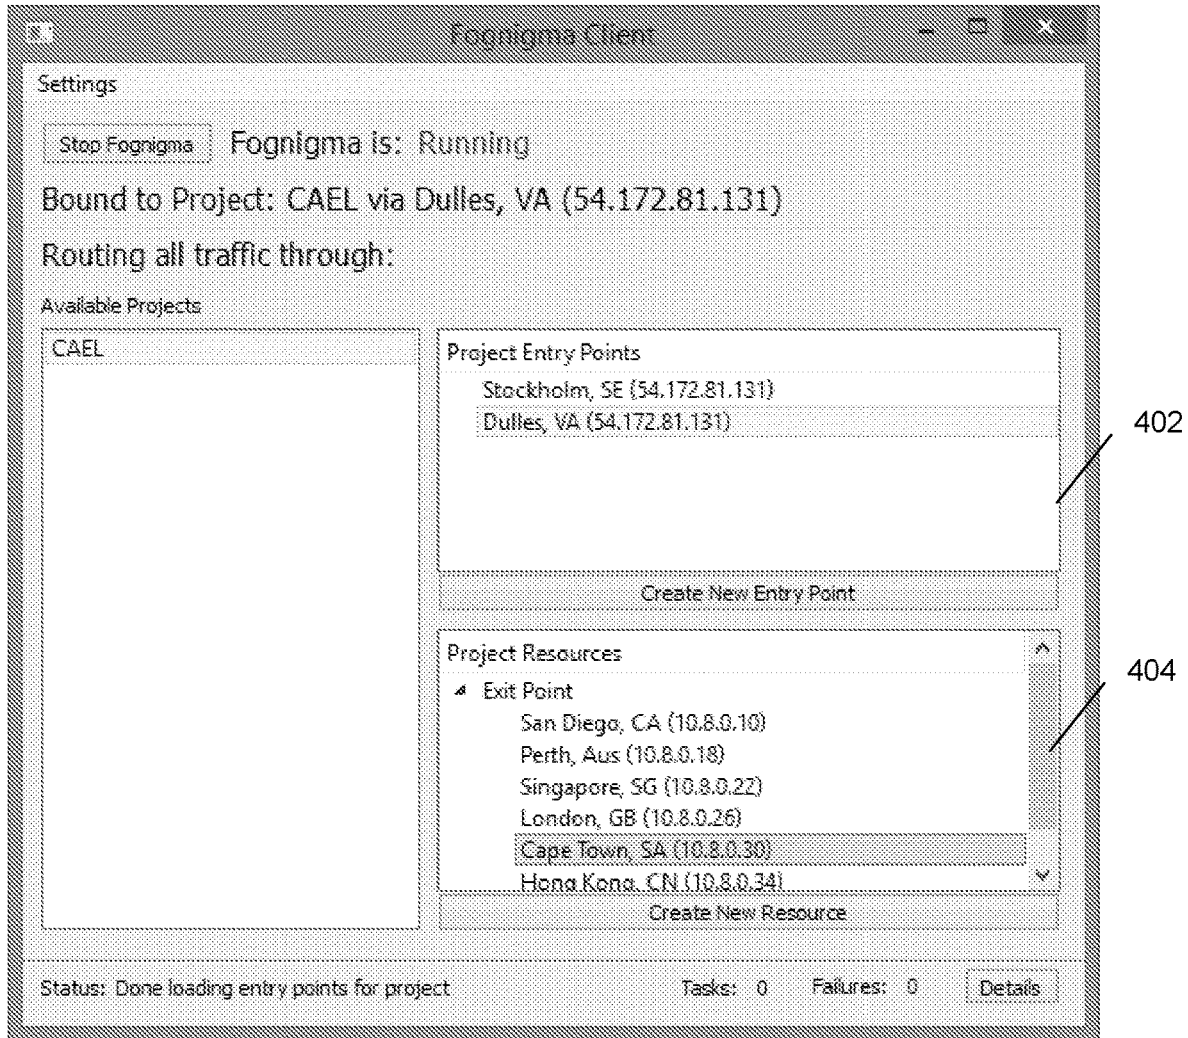 Fognigma Client
Settings
Stop Fognigma Fognigma is: Running
Bound to Project: CAEL via Dulles, VA (54.172.81.131)
Routing all traffic through:
Available Projects
CAEL
Project Entry Points
Stockholm, SE (54.172.81.131)
Dulles, VA (54.172.81.131)
402
Create New Entry Point
Project Resources
Exit Point
404
San Diego, CA (10.8.0.10)
Perth, Aus (10.8.0.18)
Singapore, SG (10.8.0.22)
London, GB (10.8.0.26)
Cape Town, SA (10.8.0.30)
Hong Kong, CN (10.8.0.34)
Create New Resource
Status: Done loading entry points for project Tasks: 0 Failures: 0 Details